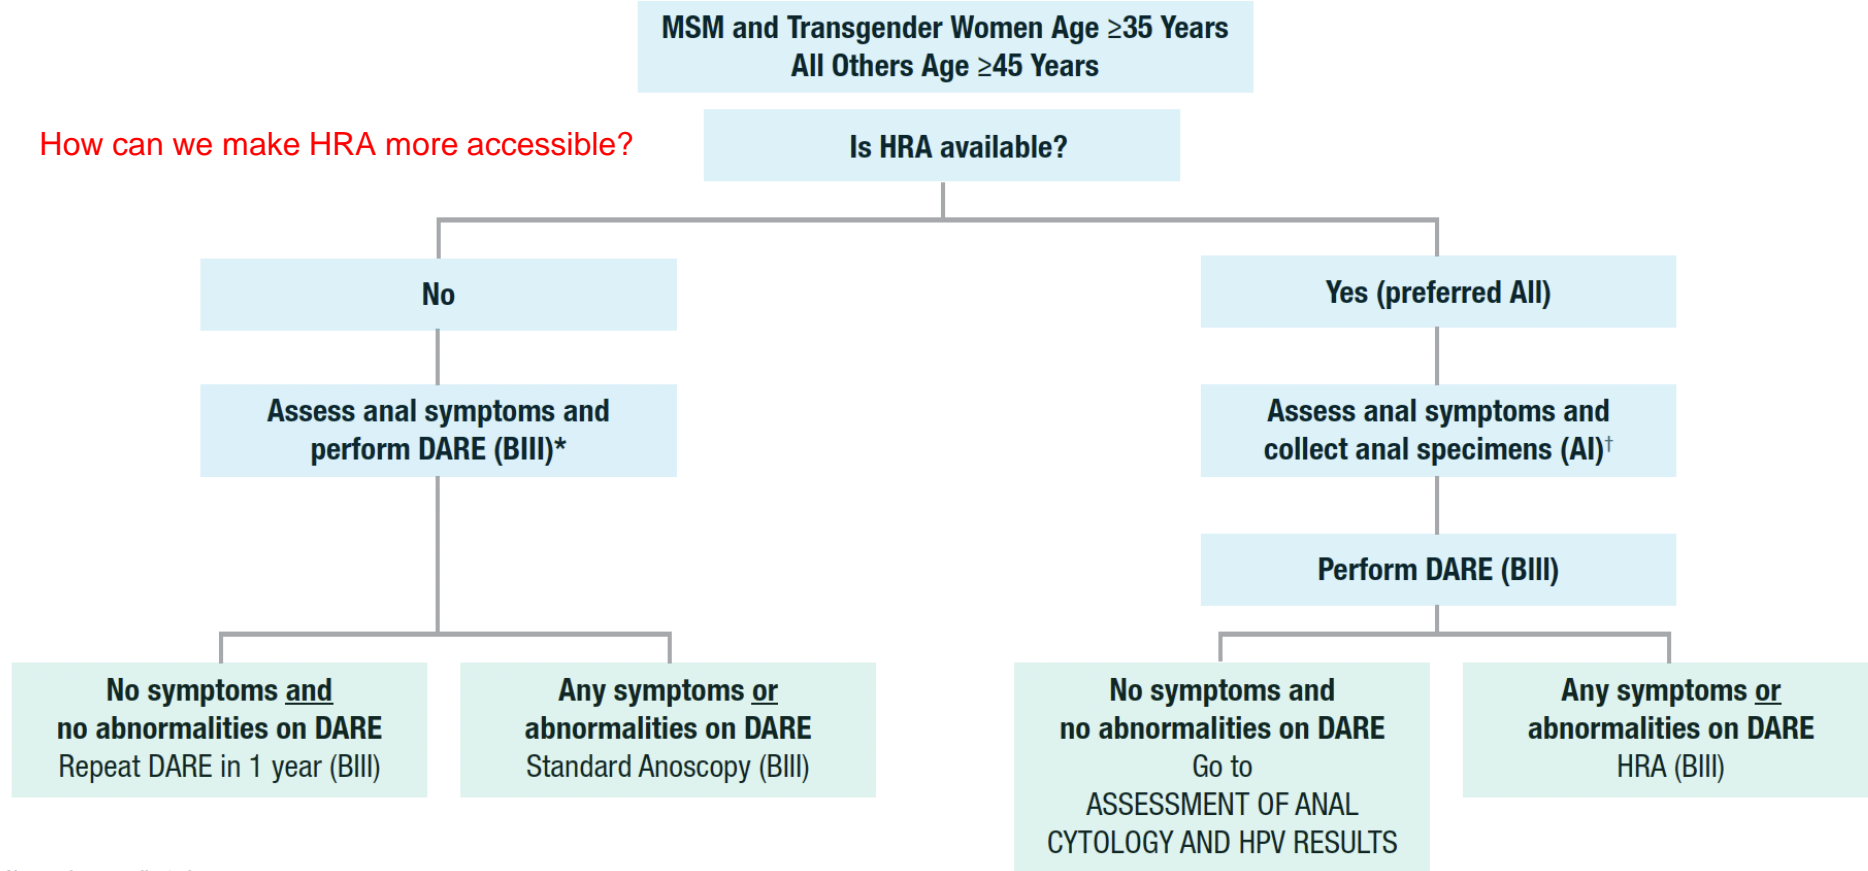 MSM and Transgender Women Age ≥35 Years
All Others Age ≥45 Years
How can we make HRA more accessible?
Is HRA available?
No
Yes (preferred AII)
Assess anal symptoms and
perform DARE (BIII)*
Assess anal symptoms and
collect anal specimens (AI)†
Perform DARE (BIII)
No symptoms and
no abnormalities on DARE
Repeat DARE in 1 year (BIII)
Any symptoms or
abnormalities on DARE
Standard Anoscopy (BIII)
No symptoms and
no abnormalities on DARE
Go to
ASSESSMENT OF ANAL
CYTOLOGY AND HPV RESULTS
Any symptoms or
abnormalities on DARE
HRA (BIII)